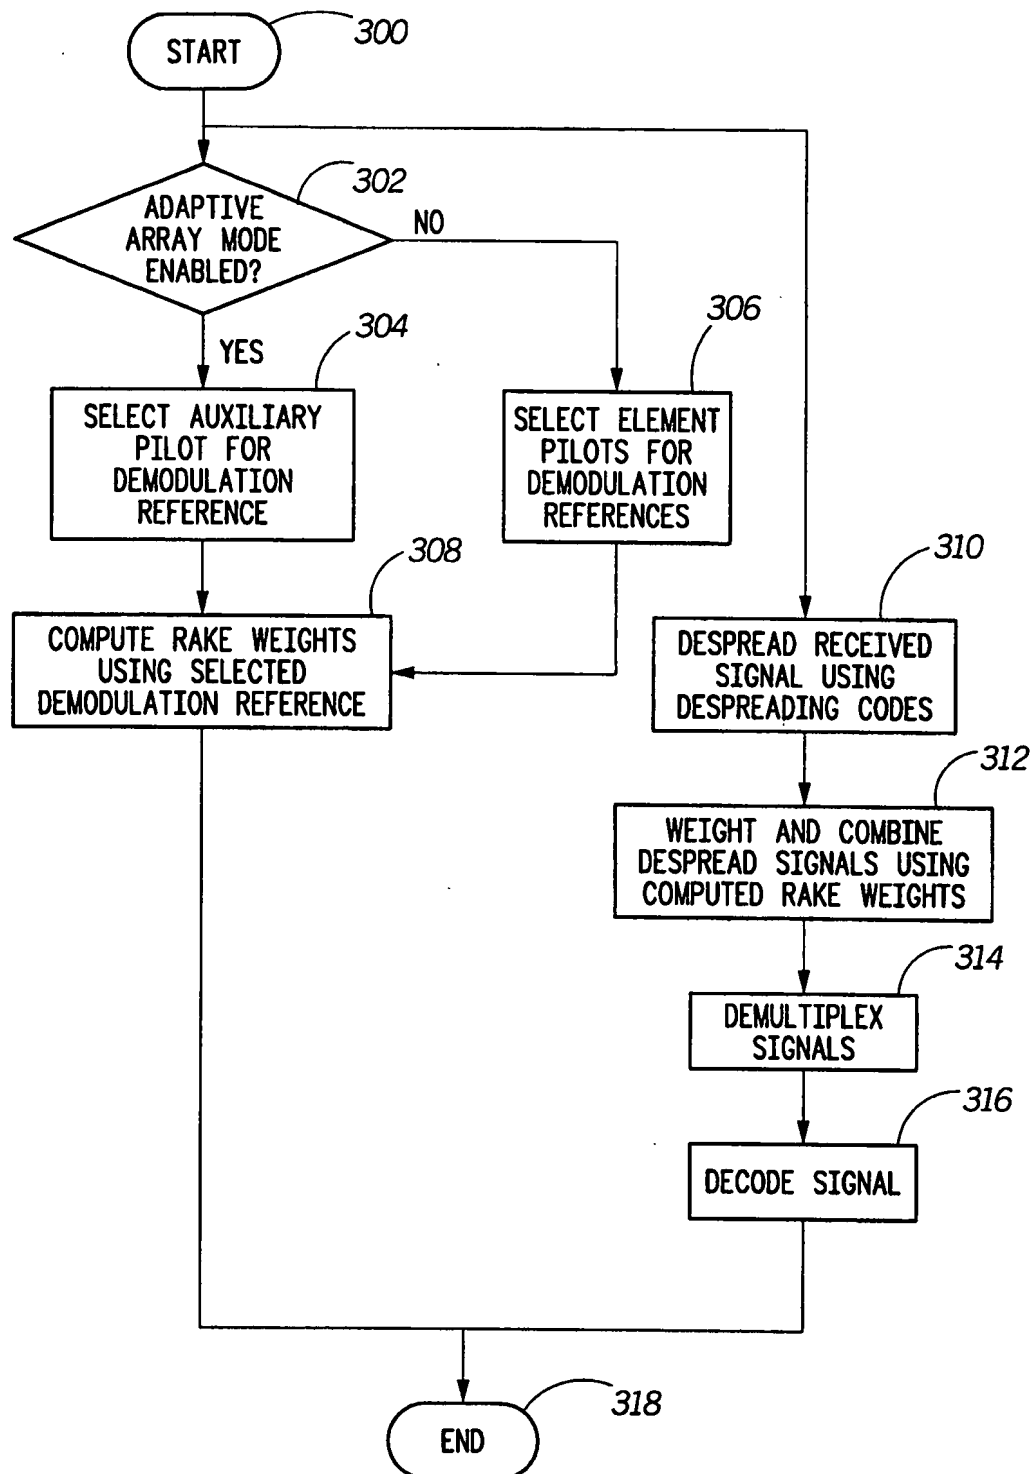 START
300
ADAPTIVE
ARRAY MODE
ENABLED?
302
NO
YES
304
SELECT AUXILIARY
PILOT FOR
DEMODULATION
REFERENCE
306
SELECT ELEMENT
PILOTS FOR
DEMODULATION
REFERENCES
308
COMPUTE RAKE WEIGHTS
USING SELECTED
DEMODULATION REFERENCE
310
DESPREAD RECEIVED
SIGNAL USING
DESPREADING CODES
312
WEIGHT AND COMBINE
DESPREAD SIGNALS USING
COMPUTED RAKE WEIGHTS
314
DEMULTIPLEX
SIGNALS
316
DECODE SIGNAL
318
END